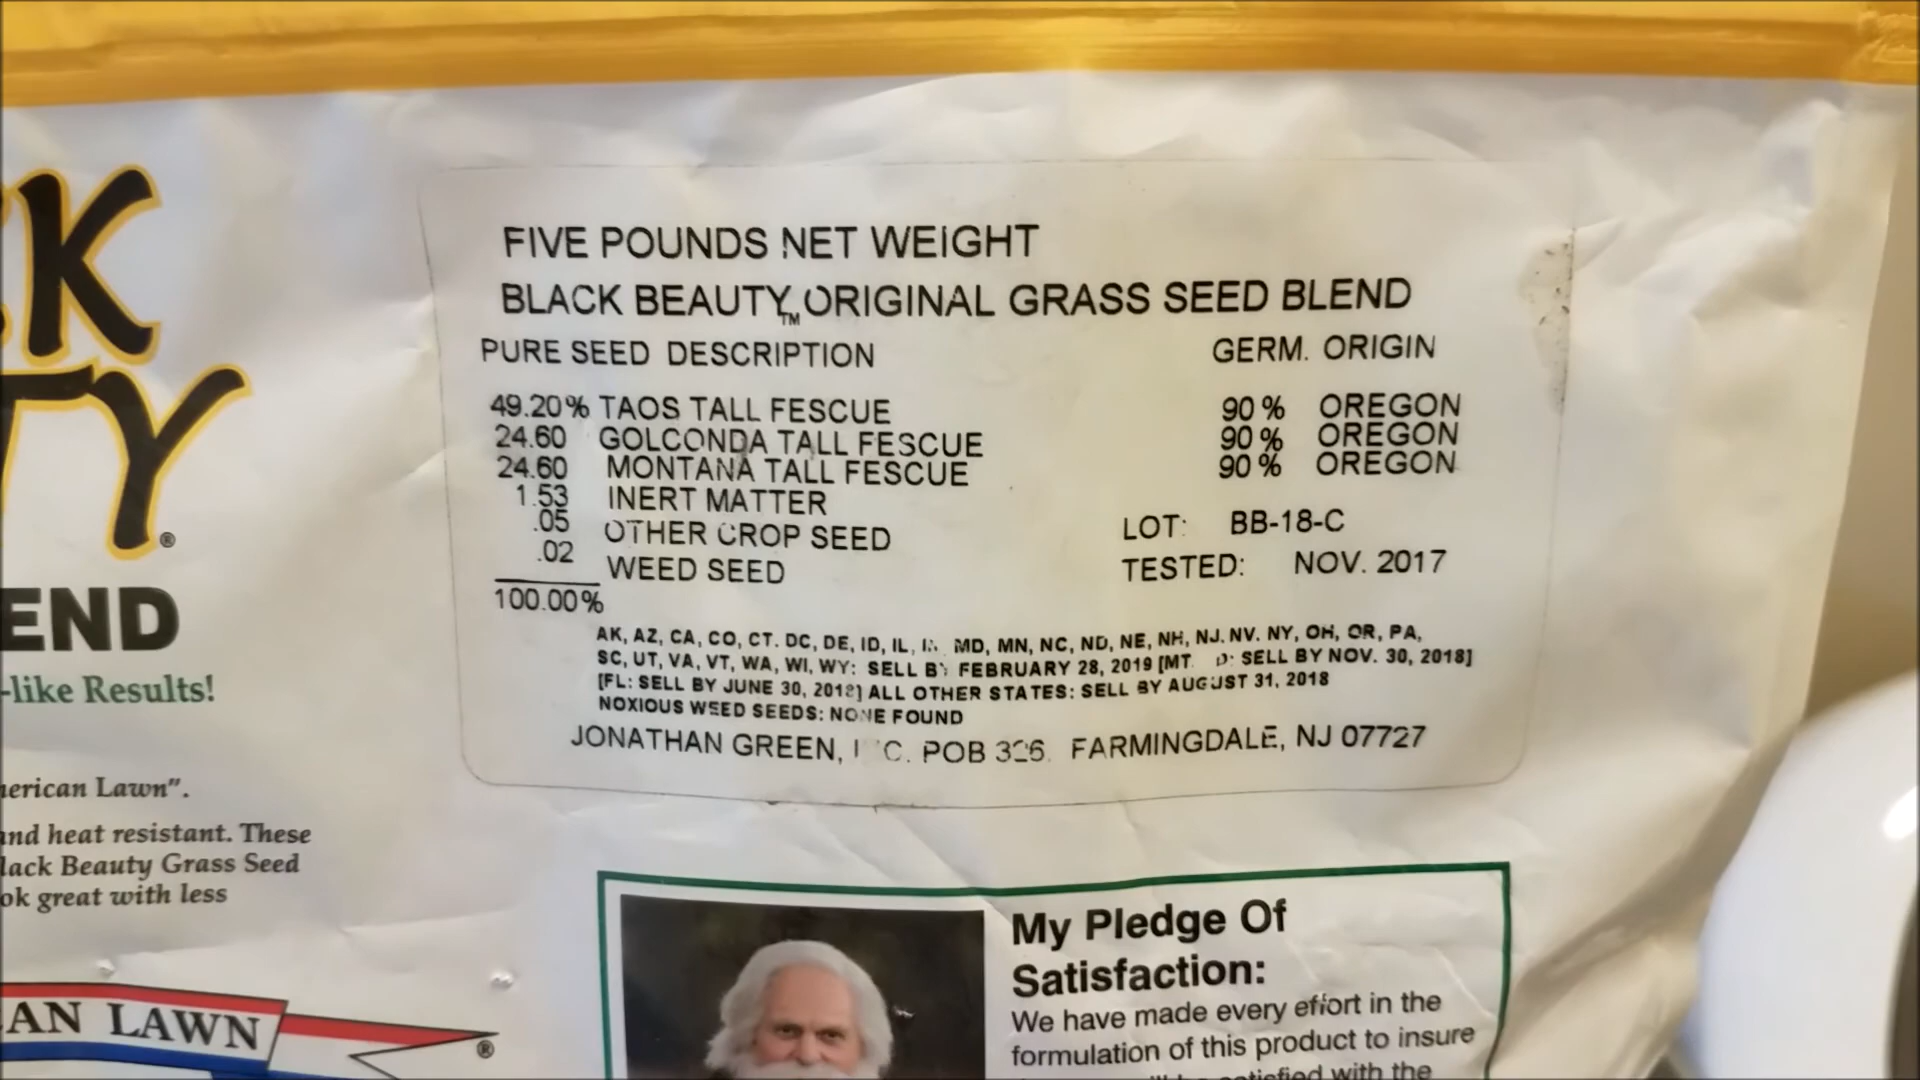 CK
TY®
END
-like Results!
FIVE POUNDS NET WEIGHT
BLACK BEAUTY™ ORIGINAL GRASS SEED BLEND
PURE SEED DESCRIPTION GERM. ORIGIN
49.20% TAOS TALL FESCUE 90% OREGON
24.60 GOLCONDA TALL FESCUE 90% OREGON
24.60 MONTANA TALL FESCUE 90% OREGON
1.53 INERT MATTER
.05 OTHER CROP SEED LOT: BB-18-C
.02 WEED SEED TESTED: NOV. 2017
100.00%
AK, AZ, CA, CO, CT. DC, DE, ID, IL, MD, MN, NC, ND, NE, NH, NJ. NV. NY, OH, OR, PA,
SC, UT, VA, VT, WA, WI, WY: SELL BY FEBRUARY 28, 2019 [MT SELL BY NOV. 30, 2018]
[FL: SELL BY JUNE 30, 2018] ALL OTHER STATES: SELL BY AUGUST 31, 2018
NOXIOUS WEED SEEDS: NONE FOUND
JONATHAN GREEN, POB 326. FARMINGDALE, NJ 07727
merican Lawn".
and heat resistant. These
lack Beauty Grass Seed
ok great with less
AN LAWN ®
My Pledge Of
Satisfaction:
We have made every effort in the
formulation of this product to insure
satisfied with the